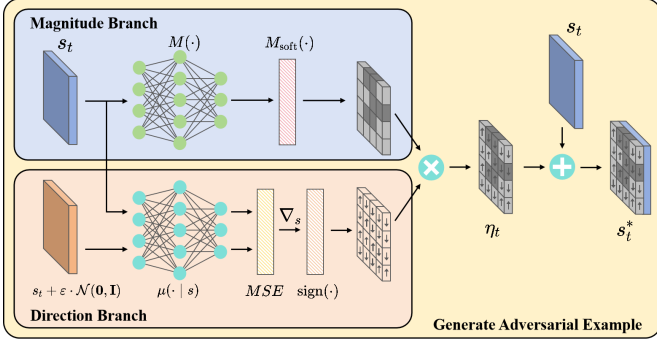 Magnitude Branch
s_t
M(·)
M_soft(·)
s_t
η_t
s_t^*
∇_s
s_t + ε · N(0, I)
μ(· | s)
MSE
sign(·)
Direction Branch
Generate Adversarial Example